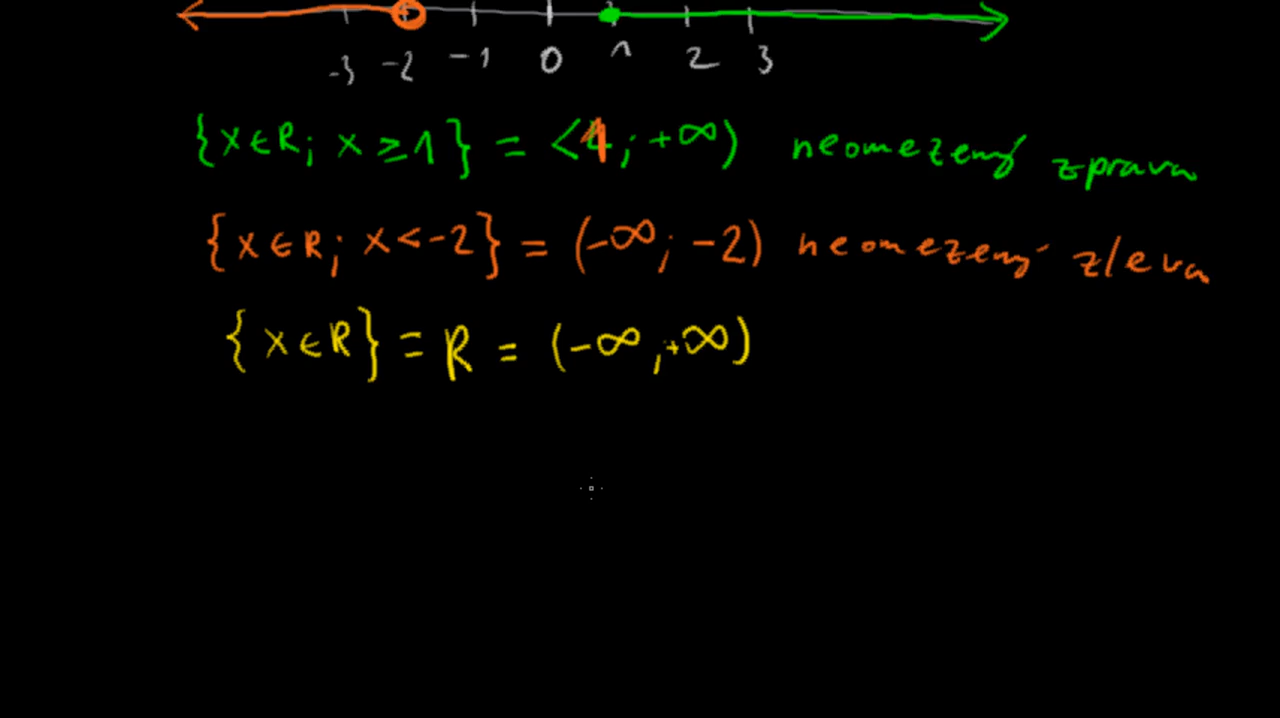 -3 -2 -1 0 1 2 3
{x∈R; x≥1} = <1; +∞) neomezený zprava
{x∈R; x<-2} = (-∞; -2) neomezený zleva
{x∈R} = R = (-∞, +∞)